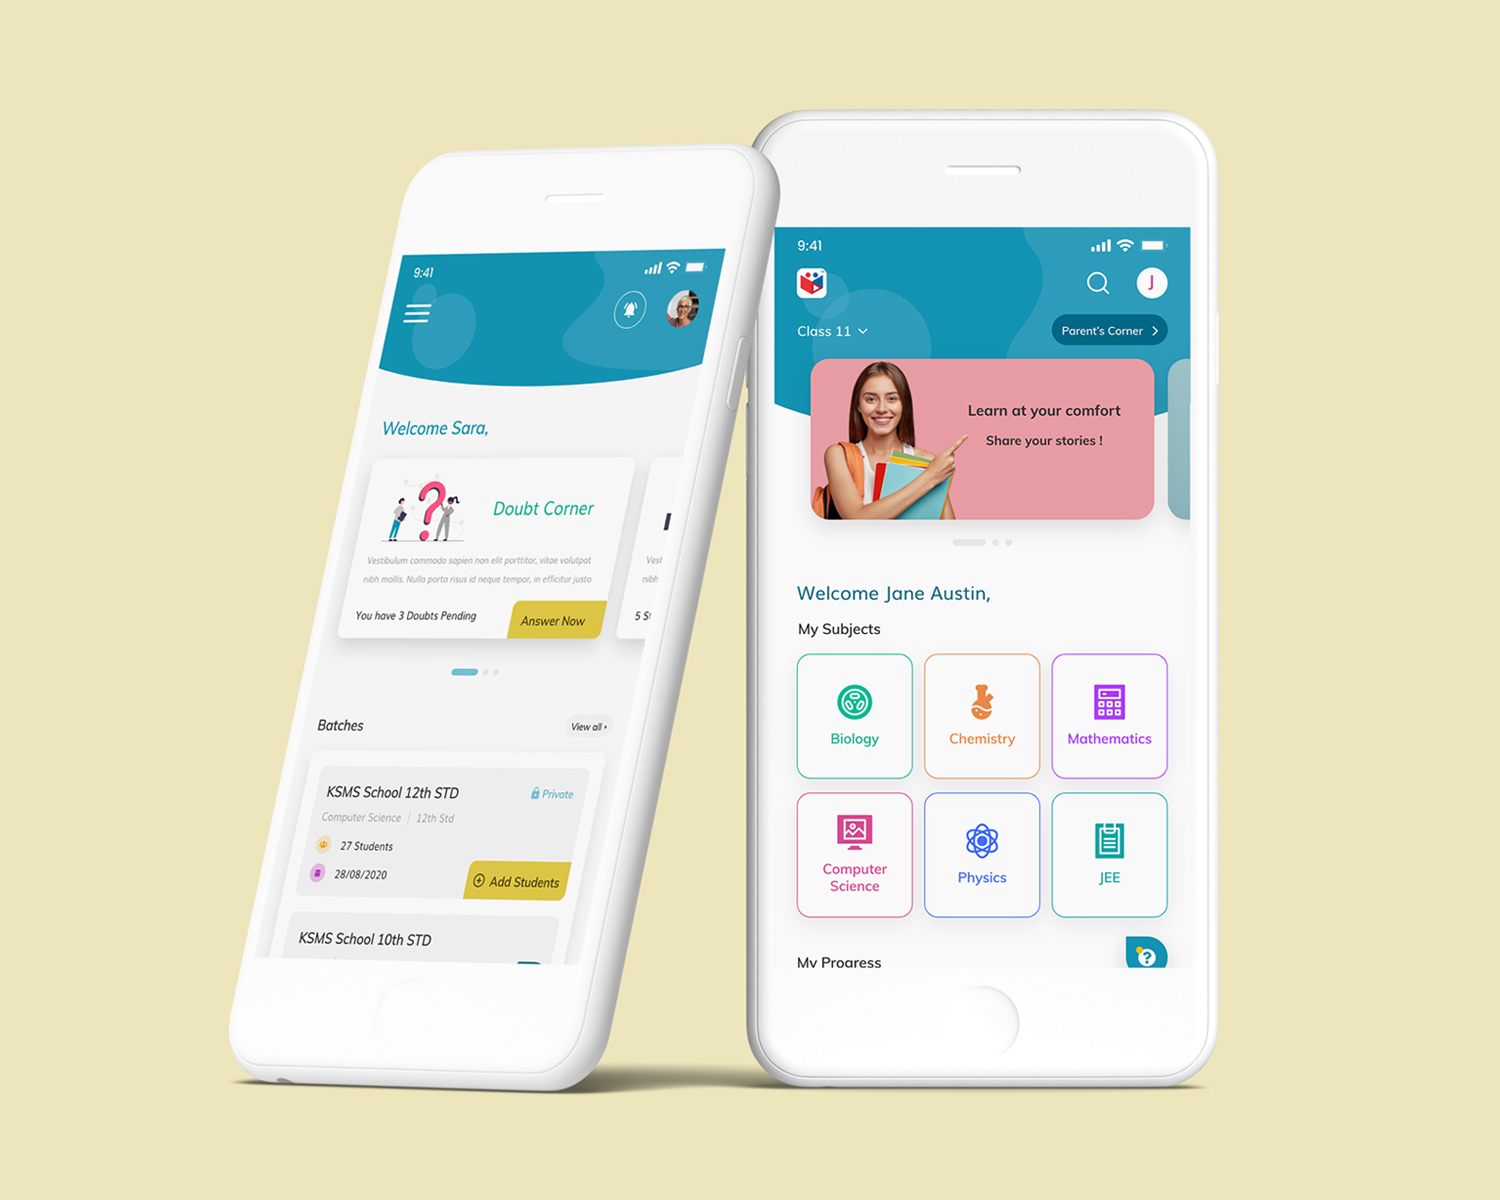 9:41
Welcome Sara,
Doubt Corner
Vestibulum commodo sapien non elit porttitor, vitae volutpat
nibh mollis. Nulla porta risus id neque tempor, in efficitur justo
You have 3 Doubts Pending
Answer Now
Vest
nibh
5 St
Batches
View all
KSMS School 12th STD
Private
Computer Science | 12th Std
27 Students
28/08/2020
Add Students
KSMS School 10th STD
9:41
J
Class 11
Parent's Corner
Learn at your comfort
Share your stories !
Welcome Jane Austin,
My Subjects
Biology
Chemistry
Mathematics
Computer
Science
Physics
JEE
My Progress
?